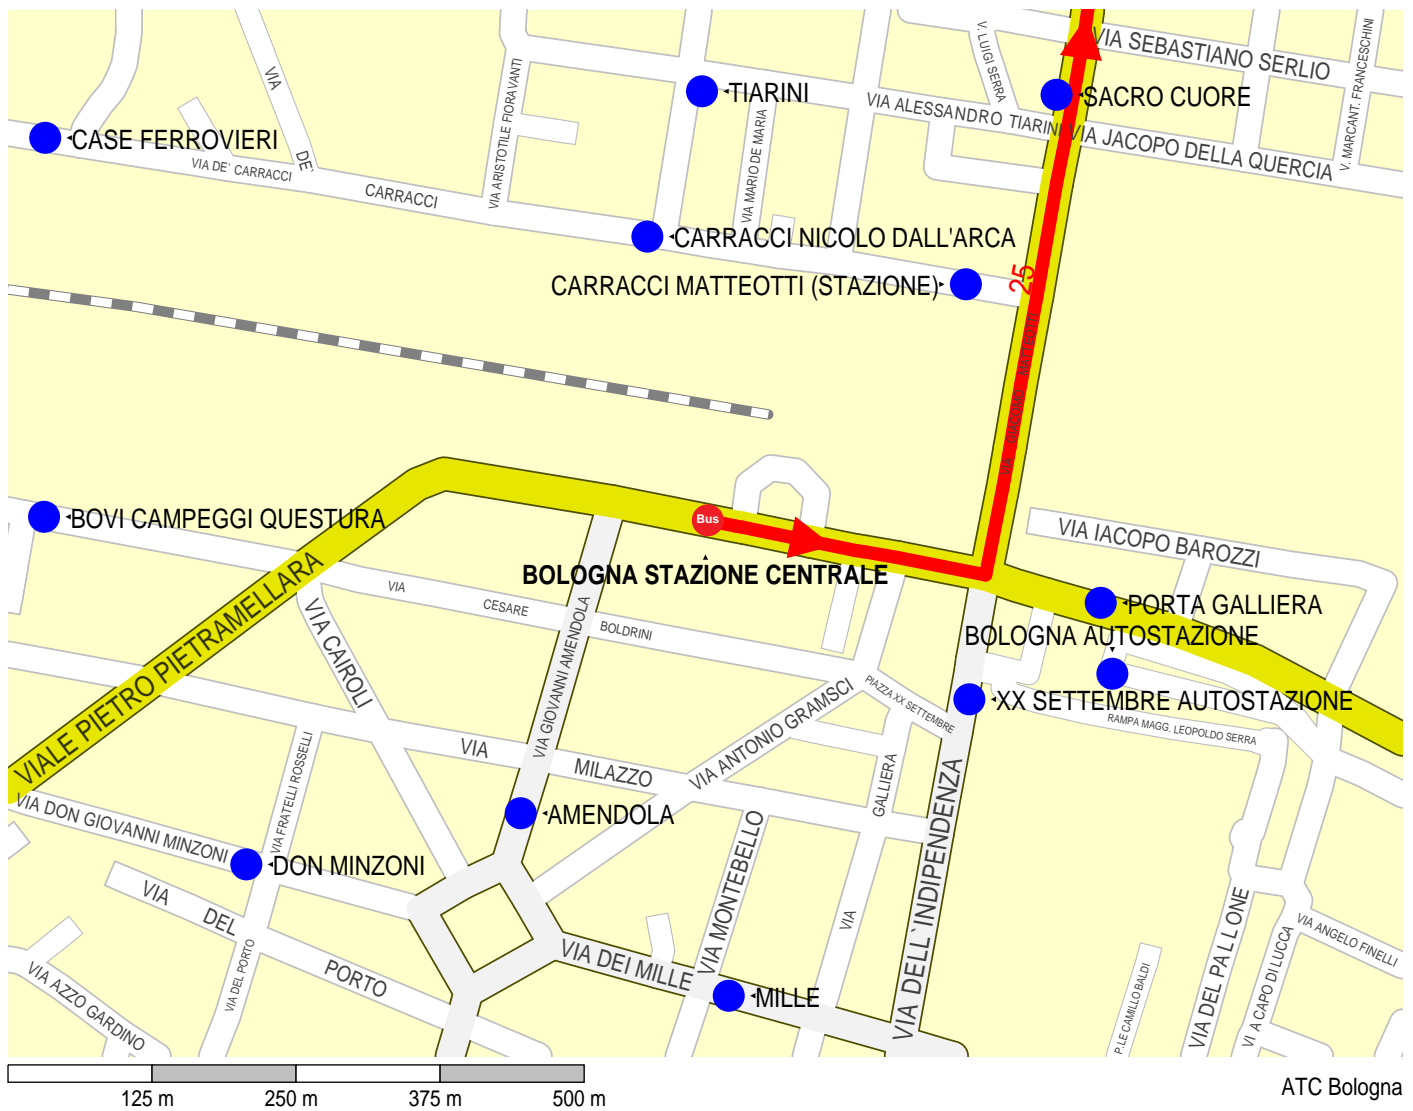 VIA SEBASTIANO SERLIO
V. LUIGI SERRA
V. MARCANT. FRANCESCHINI
VIA DE'
TIARINI
SACRO CUORE
VIA ALESSANDRO TIARINI
VIA JACOPO DELLA QUERCIA
CASE FERROVIERI
VIA ARISTOTILE FIORAVANTI
VIA MARIO DE MARIA
VIA DE` CARRACCI
CARRACCI
CARRACCI NICOLO DALL'ARCA
CARRACCI MATTEOTTI (STAZIONE)
25
VIA GIACOMO MATTEOTTI
BOVI CAMPEGGI QUESTURA
Bus
BOLOGNA STAZIONE CENTRALE
VIA IACOPO BAROZZI
VIALE PIETRO PIETRAMELLARA
VIA CESARE BOLDRINI
PORTA GALLIERA
BOLOGNA AUTOSTAZIONE
VIA CAIROLI
VIA GIOVANNI AMENDOLA
PIAZZA XX SETTEMBRE
XX SETTEMBRE AUTOSTAZIONE
RAMPA MAGG. LEOPOLDO SERRA
VIA ANTONIO GRAMSCI
VIA MILAZZO
VIA FRATELLI ROSSELLI
VIA DON GIOVANNI MINZONI
AMENDOLA
DON MINZONI
VIA GALLIERA
VIA MONTEBELLO
VIA DELL`INDIPENDENZA
VIA DEL PORTO
VIA DEL PORTO
VIA DEI MILLE
MILLE
VIA AZZO GARDINO
VIA DEL PALLONE
VIA CAPO DI LUCCA
VIA ANGELO FINELLI
P.LE CAMILLO BALDI
125 m
250 m
375 m
500 m
ATC Bologna